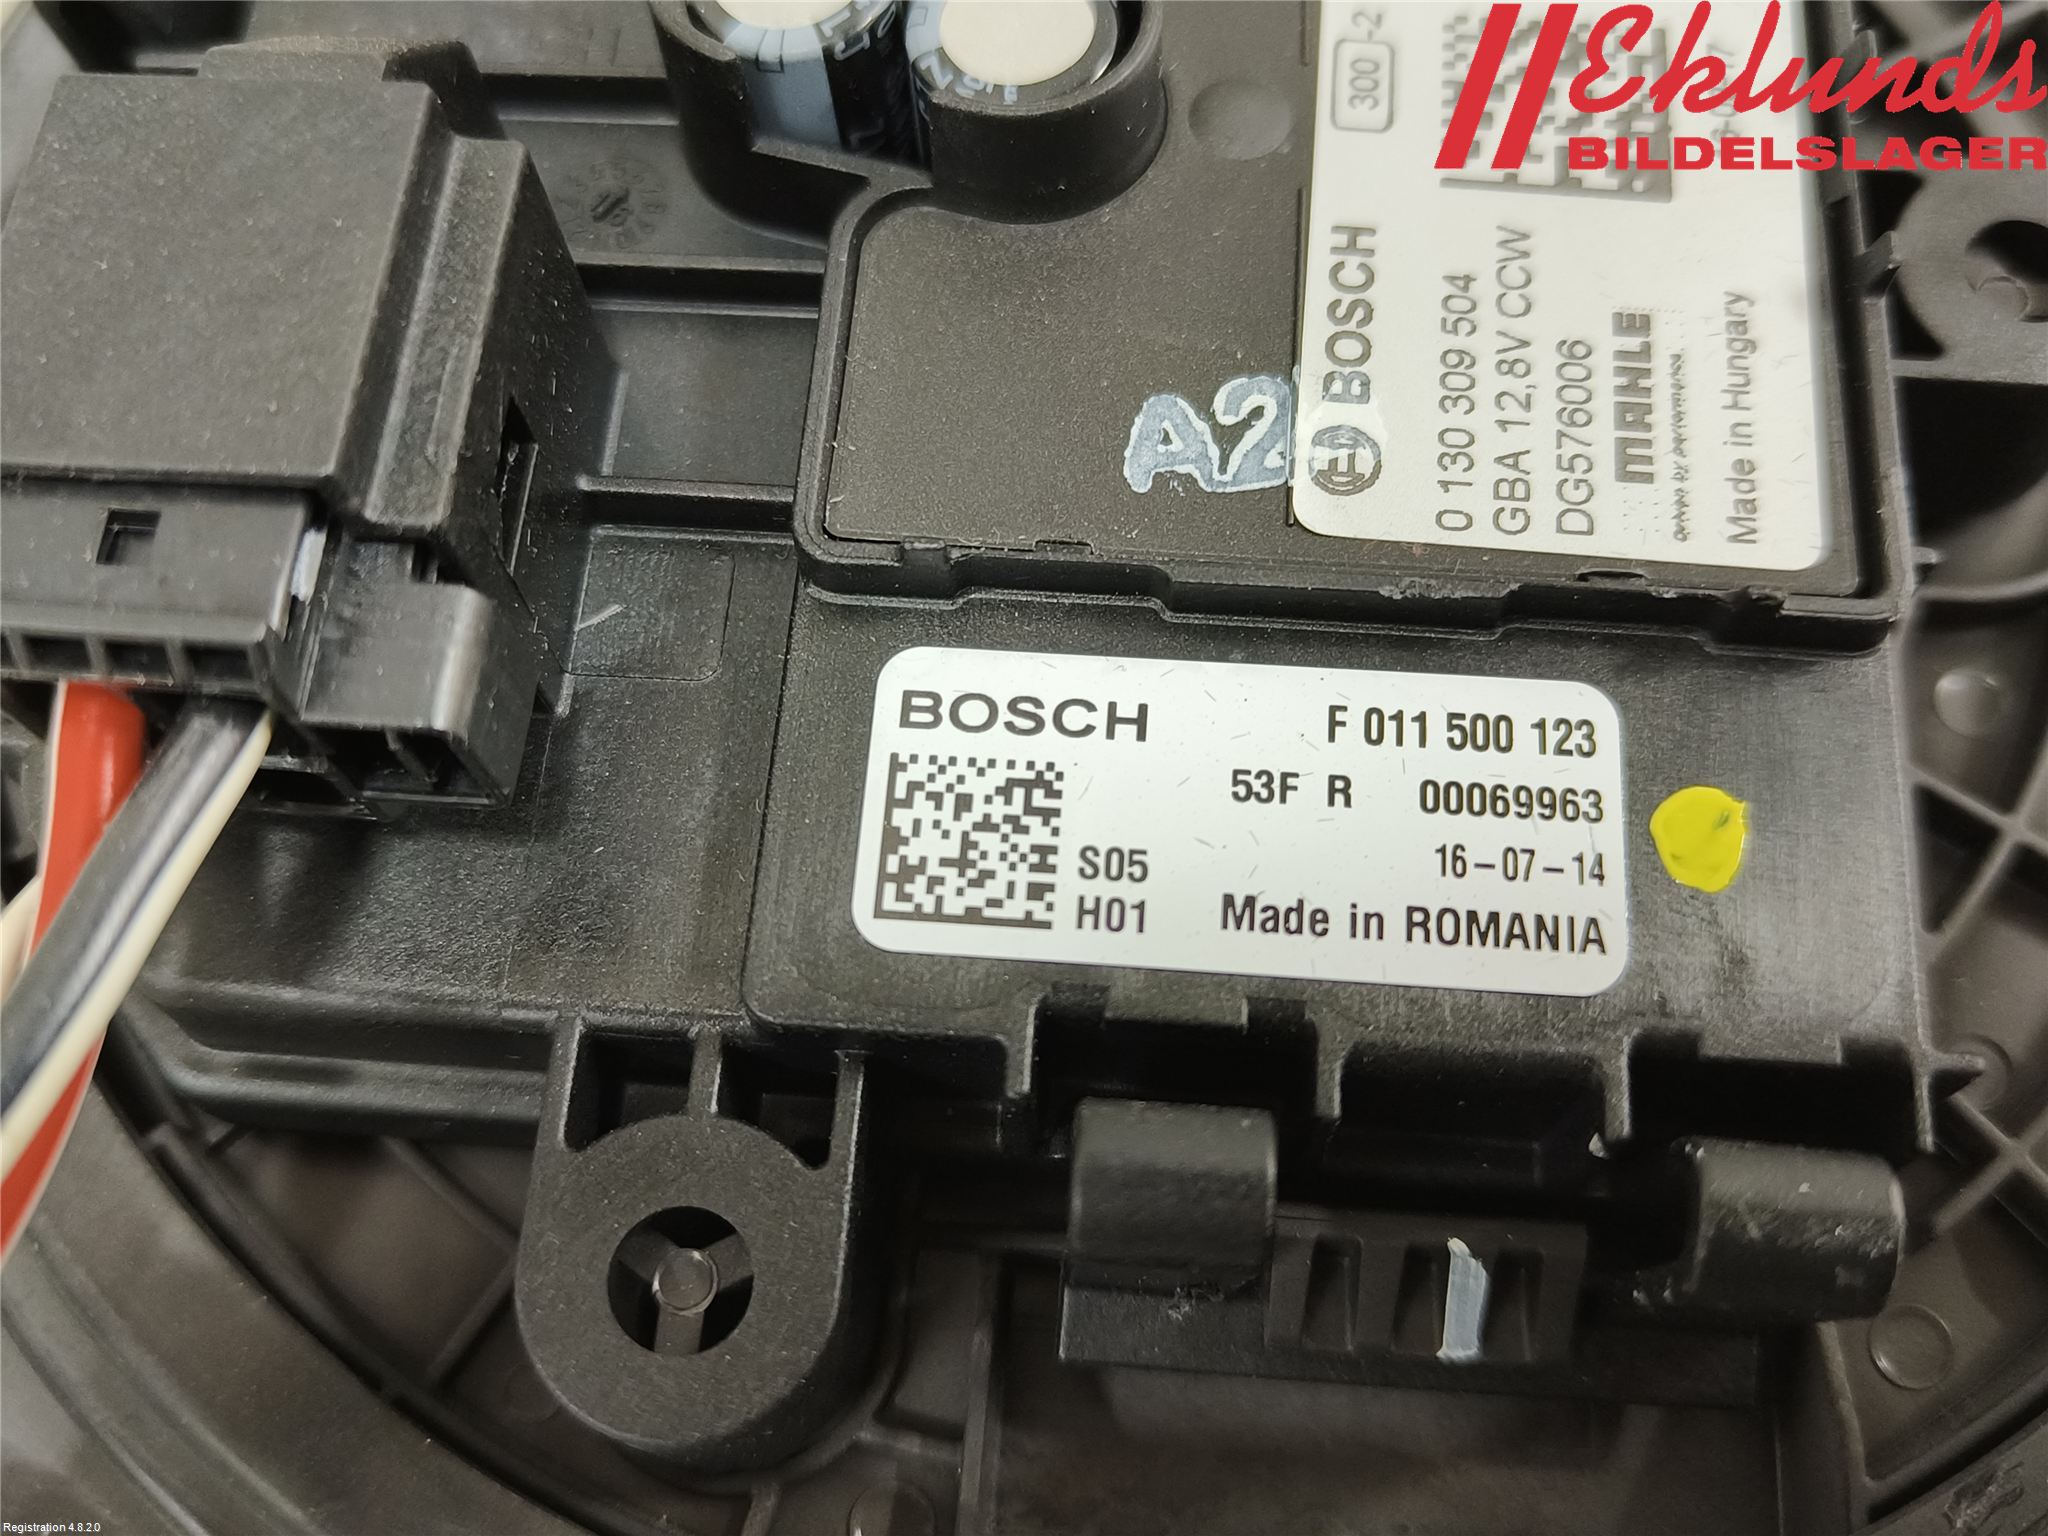 Eklunds
BILDELSLAGER
300 -2
BOSCH
0 130 309 504
GBA 12,8V CCW
DG576006
MAHLE
Made in Hungary
A2
BOSCH
F 011 500 123
53F R 00069963
S05
16-07-14
H01
Made in ROMANIA
Registration 4.8.2.0